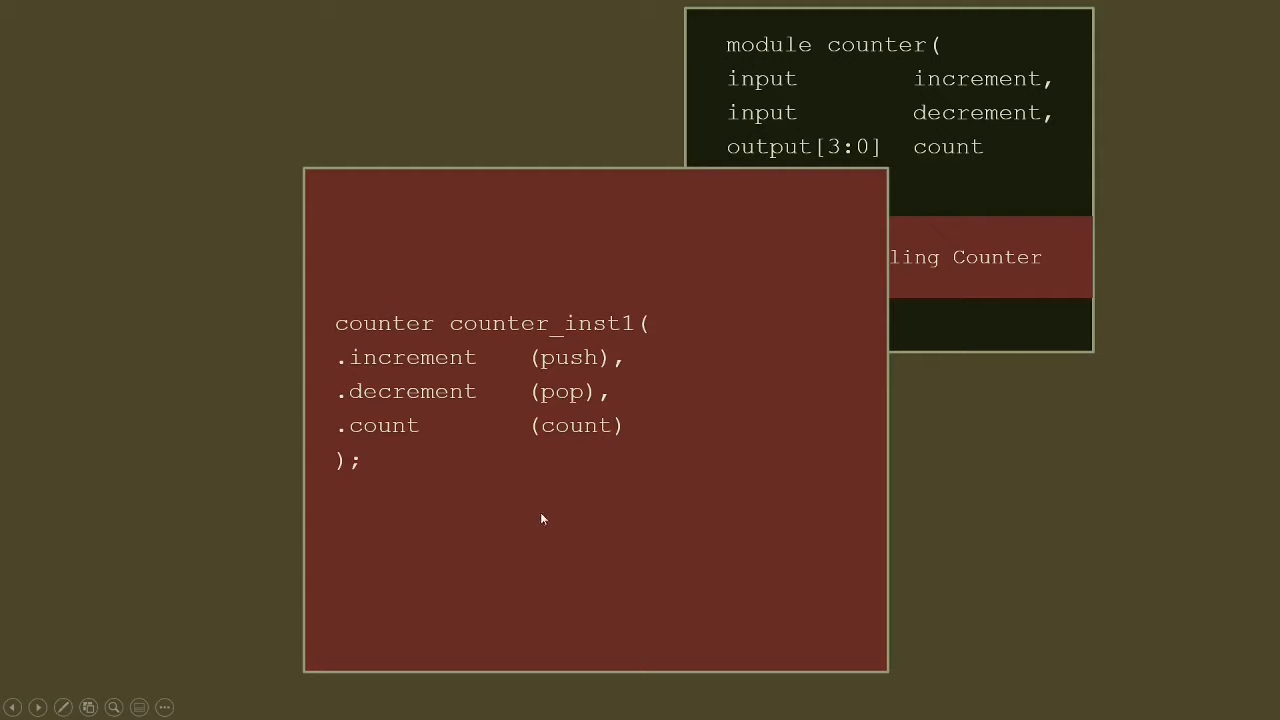 module counter(
input increment,
input decrement,
output[3:0] count
ling Counter
counter counter_inst1(
.increment (push),
.decrement (pop),
.count (count)
);